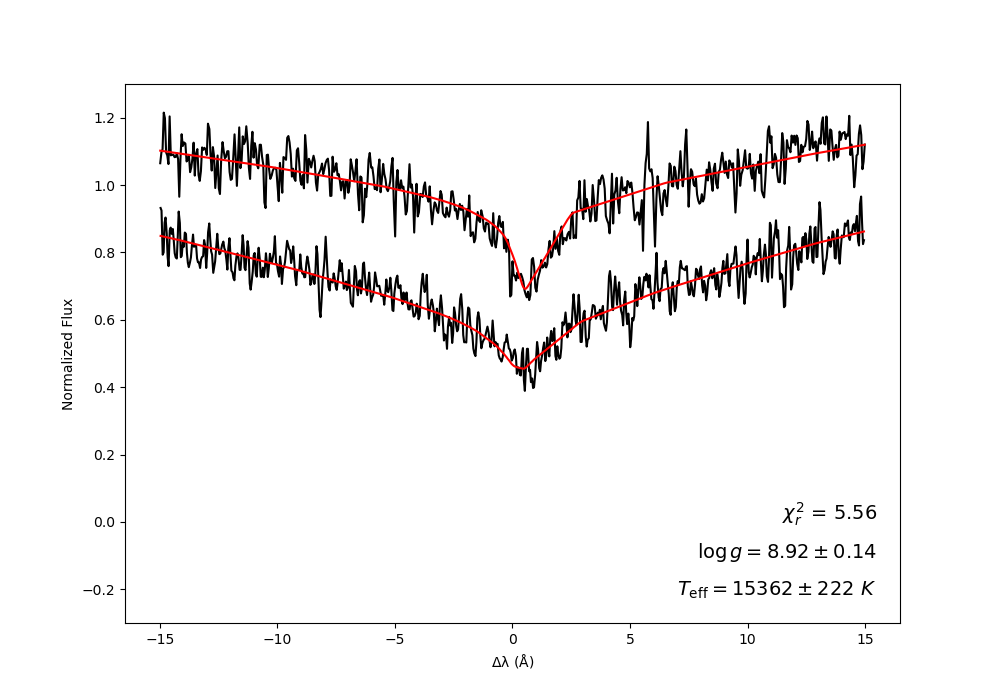 1.2
1.0
0.8
0.6
0.4
0.2
0.0
−0.2
Normalized Flux
χ²ᵣ = 5.56
log g = 8.92 ± 0.14
T_eff = 15362 ± 222 K
−15 −10 −5 0 5 10 15
Δλ (Å)